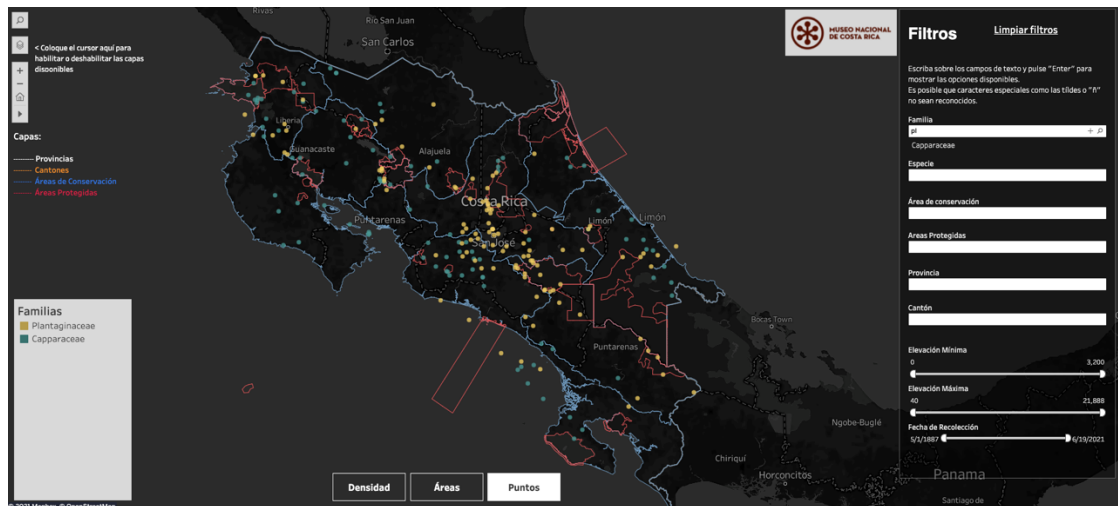 Rivas
Río San Juan
San Carlos
< Coloque el cursor aquí para
habilitar o deshabilitar las capas
disponibles
Capas:
Provincias
Cantones
Áreas de Conservación
Áreas Protegidas
Liberia
Guanacaste
Alajuela
Costa Rica
Puntarenas
San José
Limón
Limón
Bocas Town
Puntarenas
Ngobe-Buglé
Chiriquí
Horconcitos
Panama
Santiago de
Familias
Plantaginaceae
Capparaceae
Densidad
Áreas
Puntos
© 2021 Mapbox © OpenStreetMap
MUSEO NACIONAL
DE COSTA RICA
Filtros
Limpiar filtros
Escriba sobre los campos de texto y pulse "Enter" para
mostrar las opciones disponibles.
Es posible que caracteres especiales como las tildes o "ñ"
no sean reconocidos.
Familia
pl
Capparaceae
Especie
Área de conservación
Areas Protegidas
Provincia
Cantón
Elevación Mínima
0 3,200
Elevación Máxima
40 21,888
Fecha de Recolección
5/1/1887 6/19/2021